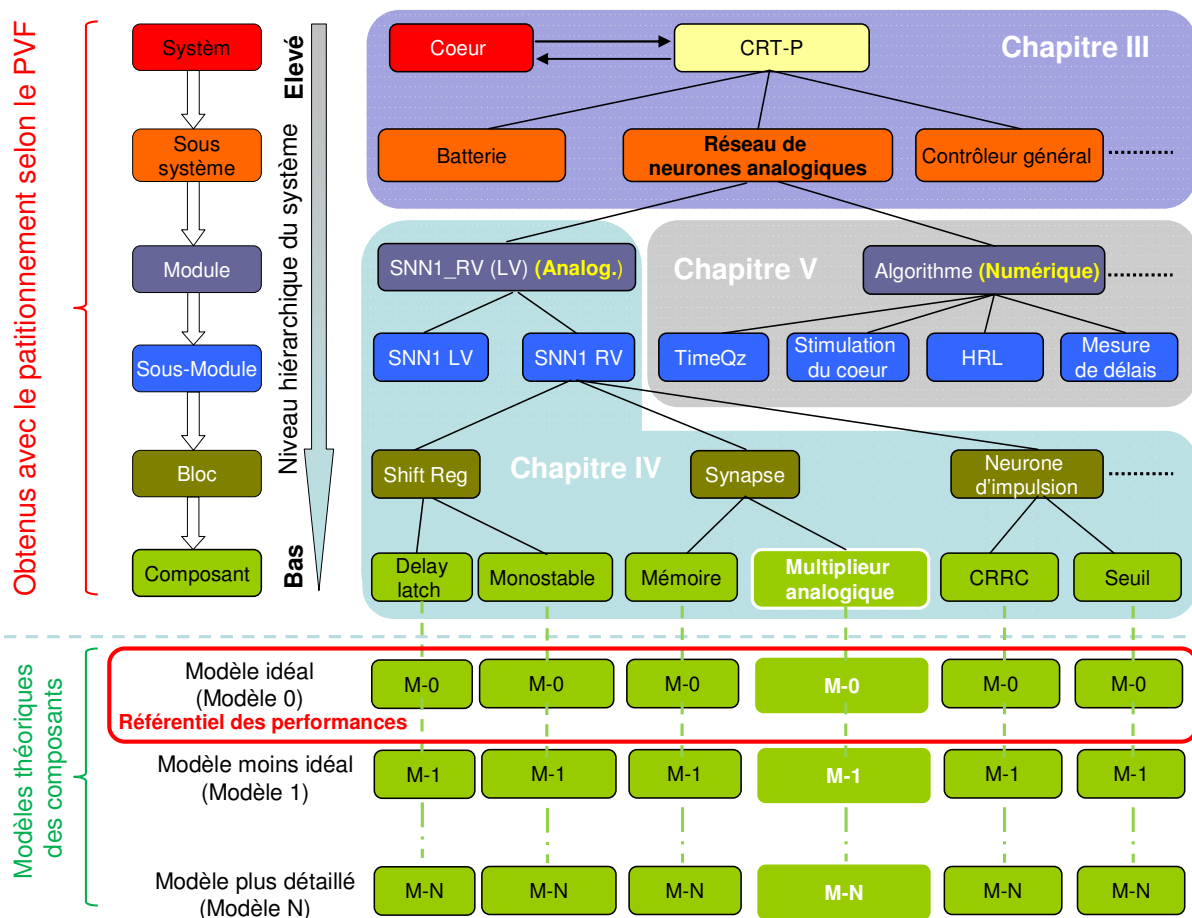 Obtenus avec le patitionnement selon le PVF
Systèm
Sous
système
Module
Sous-Module
Bloc
Composant
Elevé
Niveau hiérarchique du système
Bas
Coeur
CRT-P
Chapitre III
Batterie
Réseau de
neurones analogiques
Contrôleur général
SNN1_RV (LV) (Analog.)
Chapitre V
Algorithme (Numérique)
SNN1 LV
SNN1 RV
TimeQz
Stimulation
du coeur
HRL
Mesure
de délais
Chapitre IV
Shift Reg
Synapse
Neurone
d'impulsion
Delay
latch
Monostable
Mémoire
Multiplieur
analogique
CRRC
Seuil
Modèles théoriques
des composants
Modèle idéal
(Modèle 0)
Référentiel des performances
M-0
M-0
M-0
M-0
M-0
M-0
Modèle moins idéal
(Modèle 1)
M-1
M-1
M-1
M-1
M-1
M-1
Modèle plus détaillé
(Modèle N)
M-N
M-N
M-N
M-N
M-N
M-N